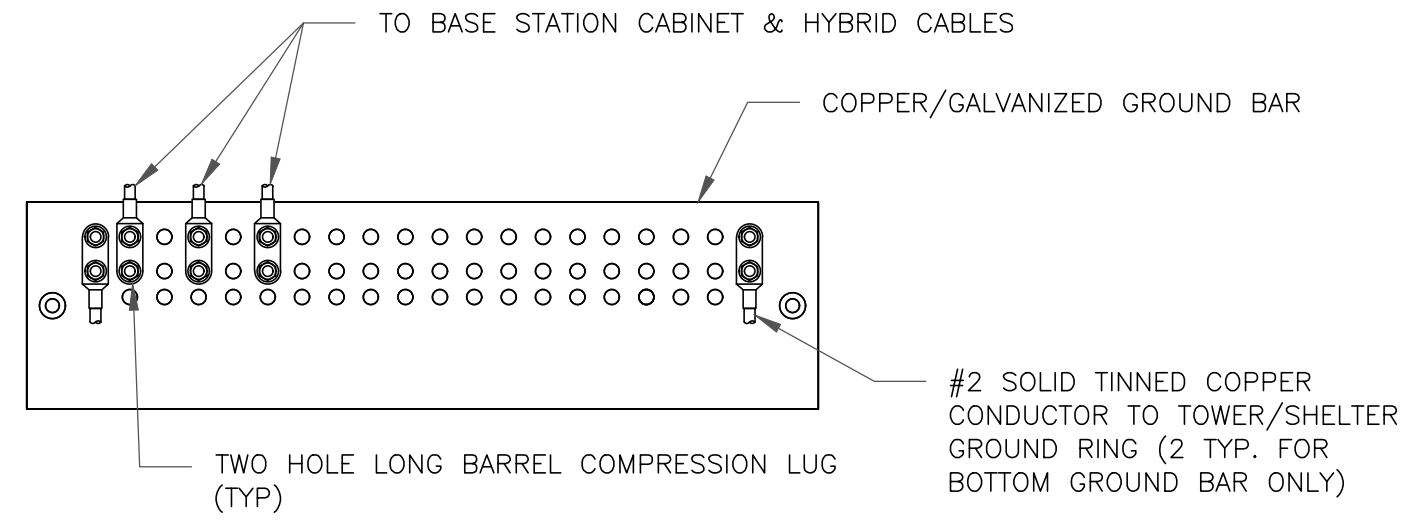 TO BASE STATION CABINET & HYBRID CABLES
COPPER/GALVANIZED GROUND BAR
#2 SOLID TINNED COPPER
CONDUCTOR TO TOWER/SHELTER
GROUND RING (2 TYP. FOR
BOTTOM GROUND BAR ONLY)
TWO HOLE LONG BARREL COMPRESSION LUG
(TYP)